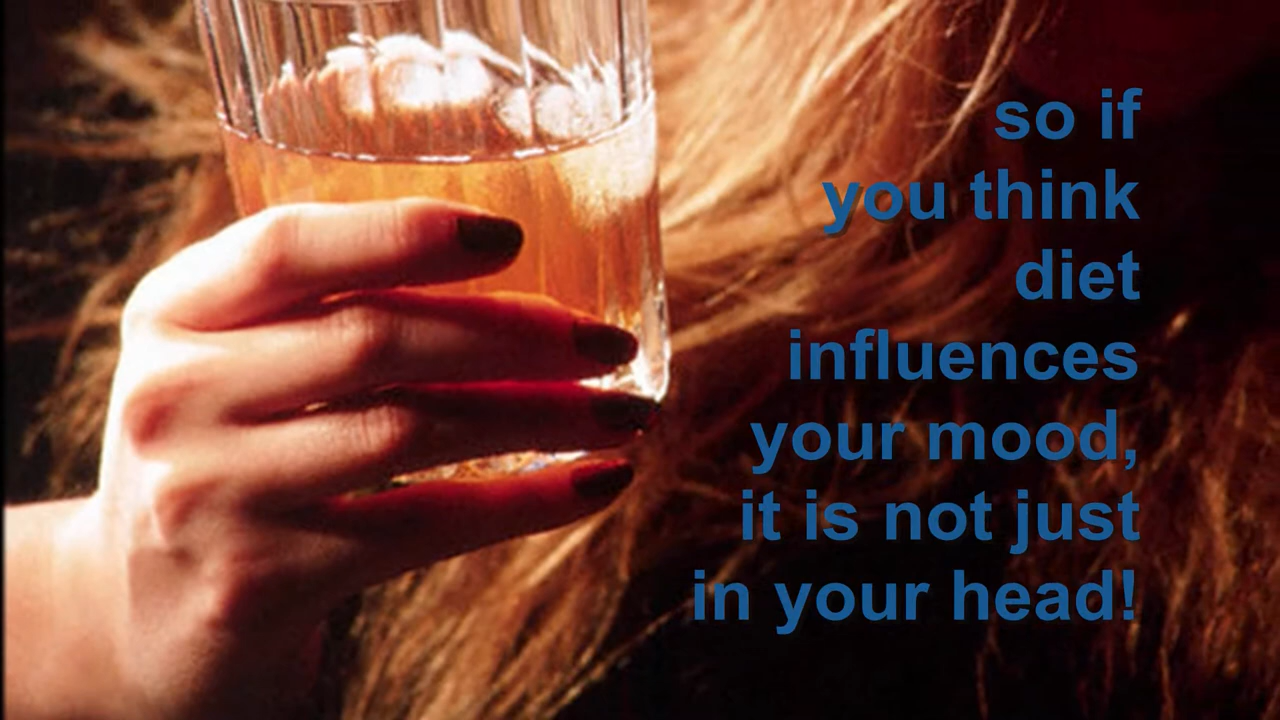 so if
you think
diet
influences
your mood,
it is not just
in your head!